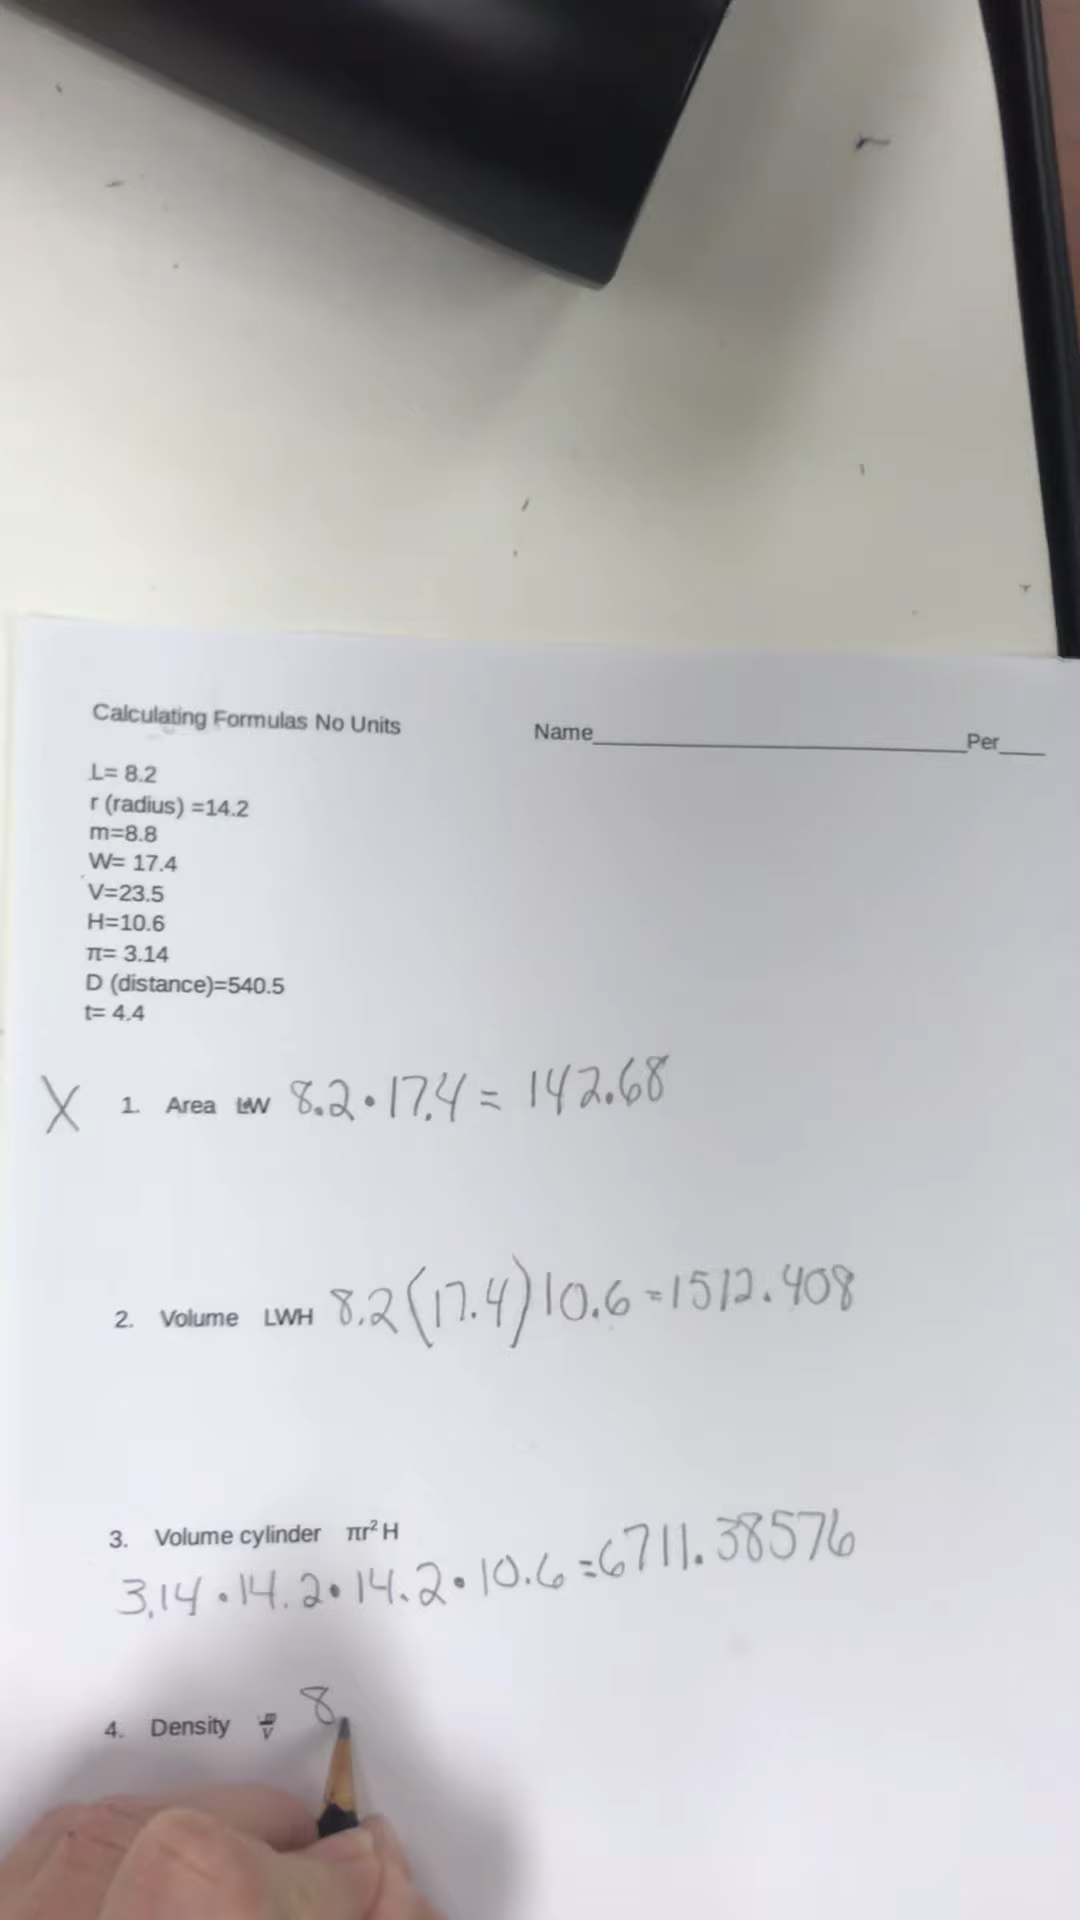 Calculating Formulas No Units Name____ Per____
L= 8.2
r (radius) =14.2
m=8.8
W= 17.4
V=23.5
H=10.6
π= 3.14
D (distance)=540.5
t= 4.4
X 1. Area LW 8.2•17.4 = 142.68
2. Volume LWH 8.2(17.4)10.6=1512.408
3. Volume cylinder πr² H
3.14•14.2•14.2•10.6=6711.38576
4. Density m/V 8.